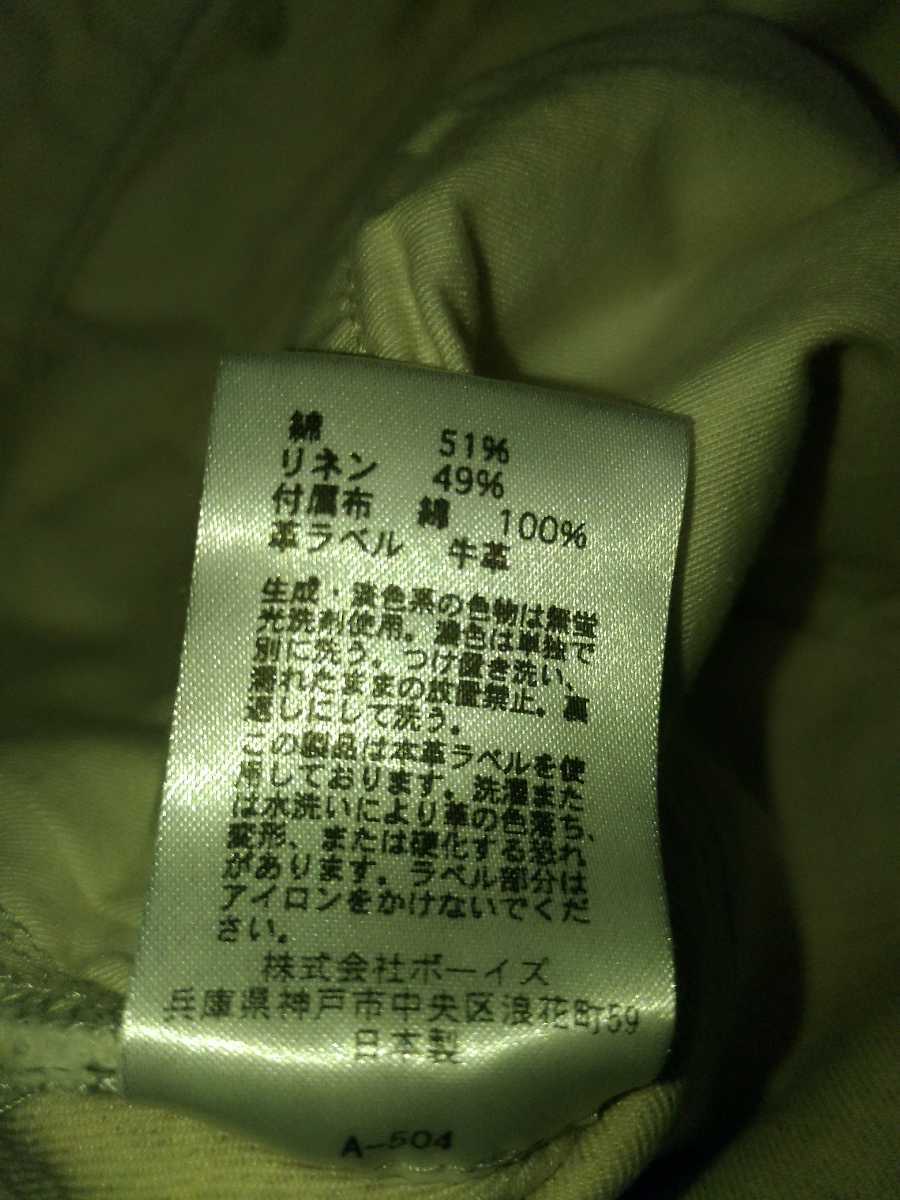 綿 51%
リネン 49%
付属布 綿 100%
革ラベル 牛革
生成・淡色系の色物は無蛍
光洗剤使用。濃色は単独で
別に洗う。つけ置き洗い、
濡れたままの放置禁止。裏
返しにして洗う。
この製品は本革ラベルを使
用しております。洗濯また
は水洗いにより革の色落ち、
変形、または硬化する恐れ
があります。ラベル部分は
アイロンをかけないでくだ
さい。
株式会社ボーイズ
兵庫県神戸市中央区浪花町59
日本製
A-504